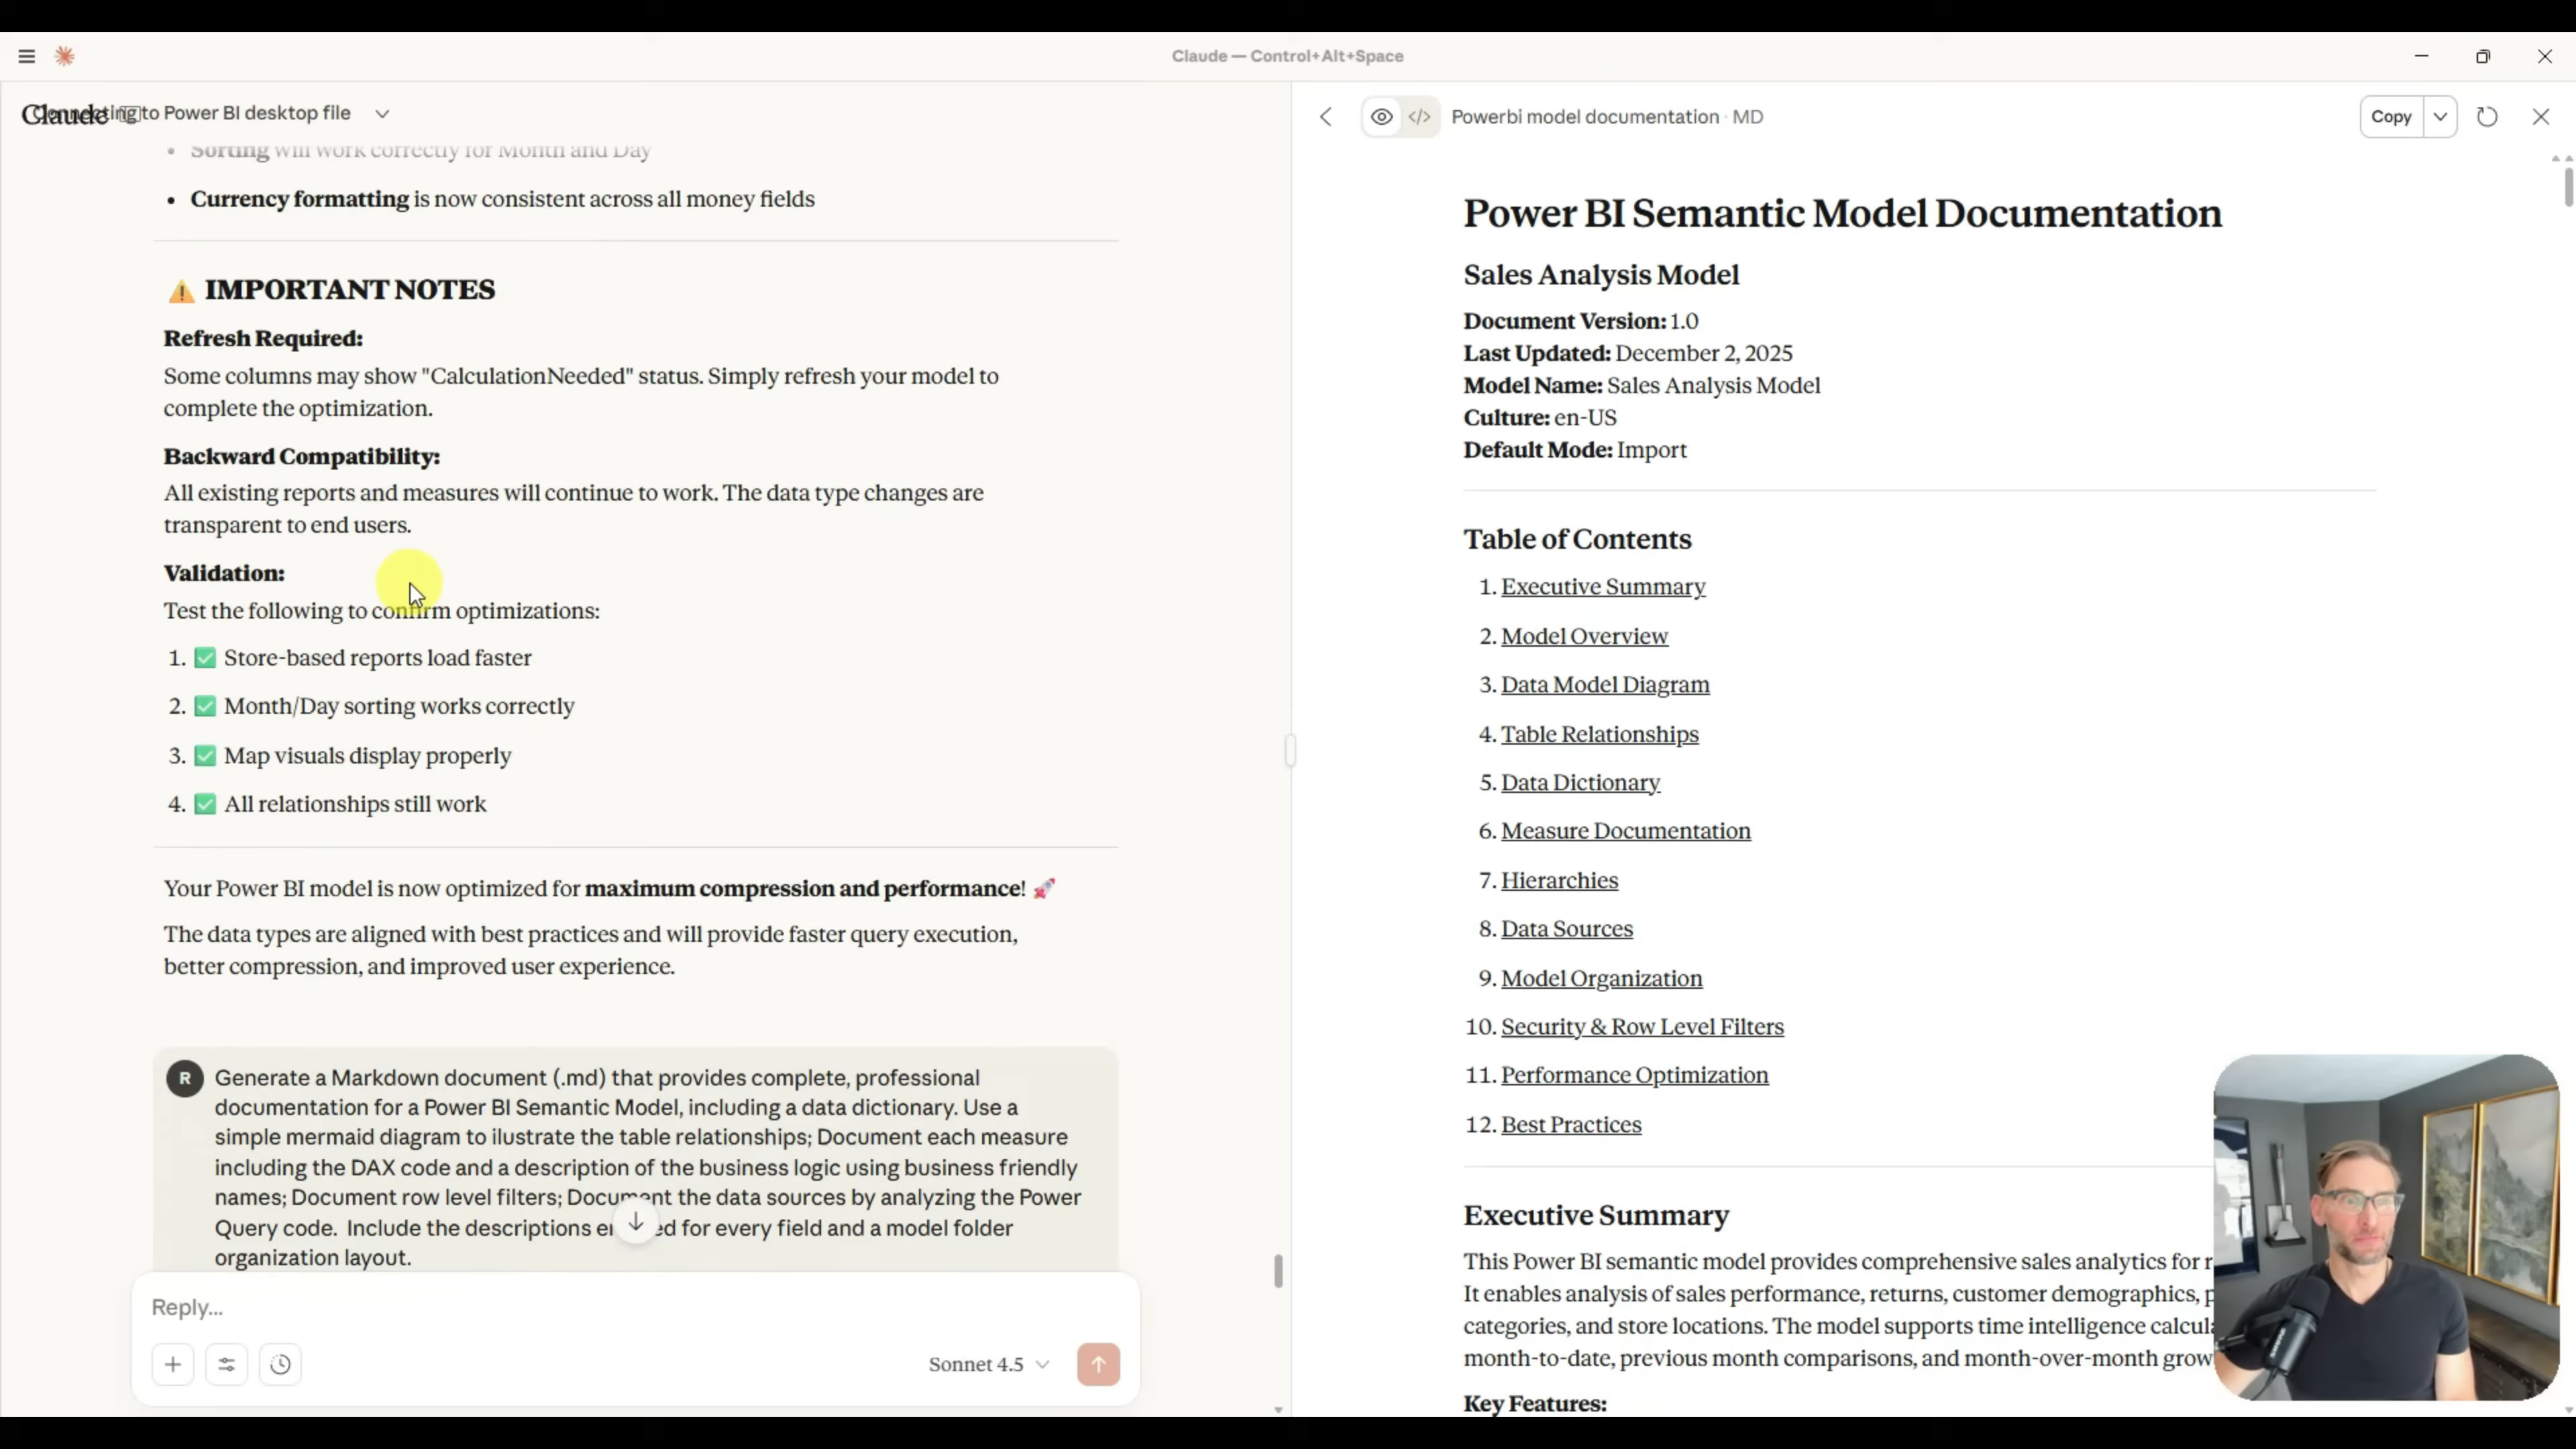 Claude — Control+Alt+Space
Claude
Connecting to Power BI desktop file
• Sorting will work correctly for Month and Day
• Currency formatting is now consistent across all money fields
⚠️ IMPORTANT NOTES
Refresh Required:
Some columns may show "CalculationNeeded" status. Simply refresh your model to
complete the optimization.
Backward Compatibility:
All existing reports and measures will continue to work. The data type changes are
transparent to end users.
Validation:
Test the following to confirm optimizations:
1. ✅ Store-based reports load faster
2. ✅ Month/Day sorting works correctly
3. ✅ Map visuals display properly
4. ✅ All relationships still work
Your Power BI model is now optimized for maximum compression and performance! 🚀
The data types are aligned with best practices and will provide faster query execution,
better compression, and improved user experience.
R
Generate a Markdown document (.md) that provides complete, professional
documentation for a Power BI Semantic Model, including a data dictionary. Use a
simple mermaid diagram to ilustrate the table relationships; Document each measure
including the DAX code and a description of the business logic using business friendly
names; Document row level filters; Document the data sources by analyzing the Power
Query code. Include the descriptions for every field and a model folder
organization layout.
Reply...
Sonnet 4.5
Powerbi model documentation · MD
Copy
Power BI Semantic Model Documentation
Sales Analysis Model
Document Version: 1.0
Last Updated: December 2, 2025
Model Name: Sales Analysis Model
Culture: en-US
Default Mode: Import
Table of Contents
1. Executive Summary
2. Model Overview
3. Data Model Diagram
4. Table Relationships
5. Data Dictionary
6. Measure Documentation
7. Hierarchies
8. Data Sources
9. Model Organization
10. Security & Row Level Filters
11. Performance Optimization
12. Best Practices
Executive Summary
This Power BI semantic model provides comprehensive sales analytics for
It enables analysis of sales performance, returns, customer demographics,
categories, and store locations. The model supports time intelligence
month-to-date, previous month comparisons, and month-over-month
Key Features: